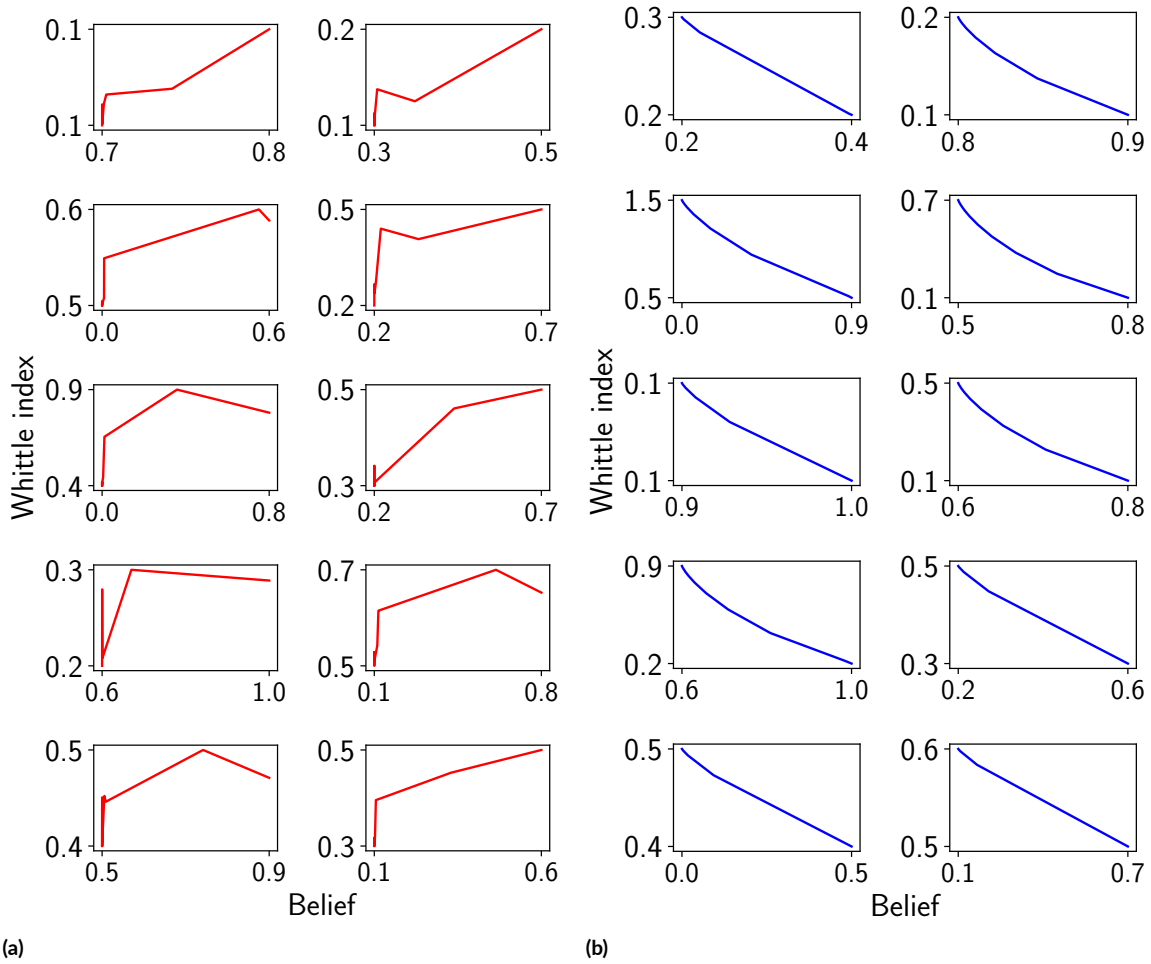 0.1 0.2 0.3 0.2
0.1 0.1 0.2 0.1
0.7 0.8 0.3 0.5 0.2 0.4 0.8 0.9
0.6 0.5 1.5 0.7
0.5 0.2 0.5 0.1
0.0 0.6 0.2 0.7 0.0 0.9 0.5 0.8
0.9 0.5 0.1 0.5
0.4 0.3 0.1 0.1
0.0 0.8 0.2 0.7 0.9 1.0 0.6 0.8
Whittle index Whittle index
0.3 0.7 0.9 0.5
0.2 0.5 0.2 0.3
0.6 1.0 0.1 0.8 0.6 1.0 0.2 0.6
0.5 0.5 0.5 0.6
0.4 0.3 0.4 0.5
0.5 0.9 0.1 0.6 0.0 0.5 0.1 0.7
Belief Belief
(a) (b)